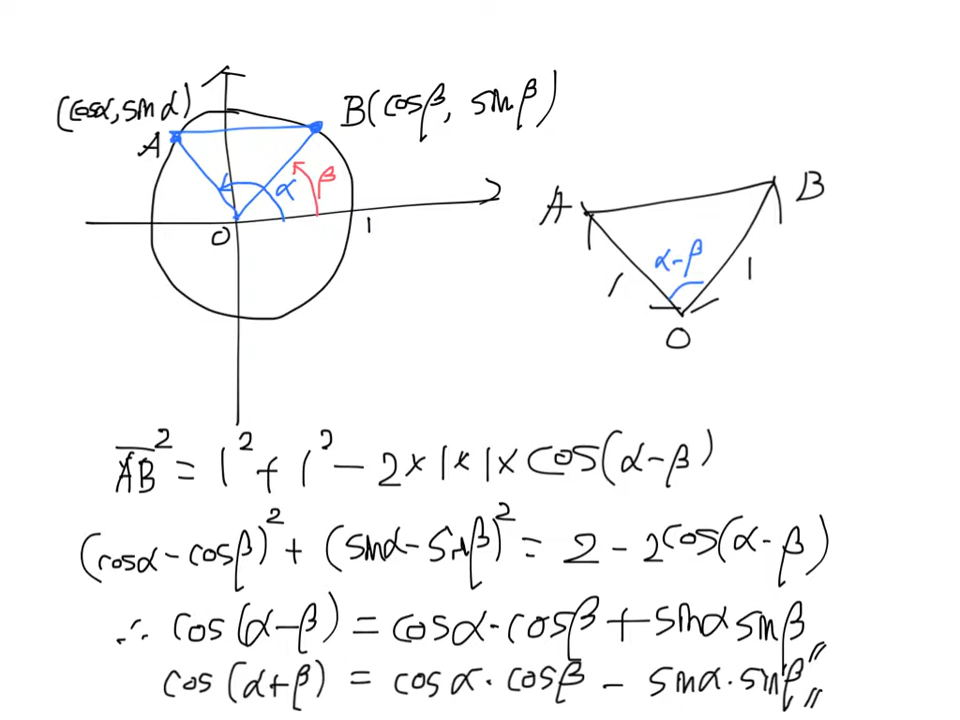 (cosα, sinα)
A
B(cosβ, sinβ)
α
β
O
1
A
B
α-β
1
1
O
AB² = 1² + 1² - 2×1×1×cos(α-β)
(cosα - cosβ)² + (sinα - sinβ)² = 2 - 2cos(α-β)
∴ cos(α-β) = cosα·cosβ + sinα sinβ〃
cos(α+β) = cosα·cosβ - sinα·sinβ〃